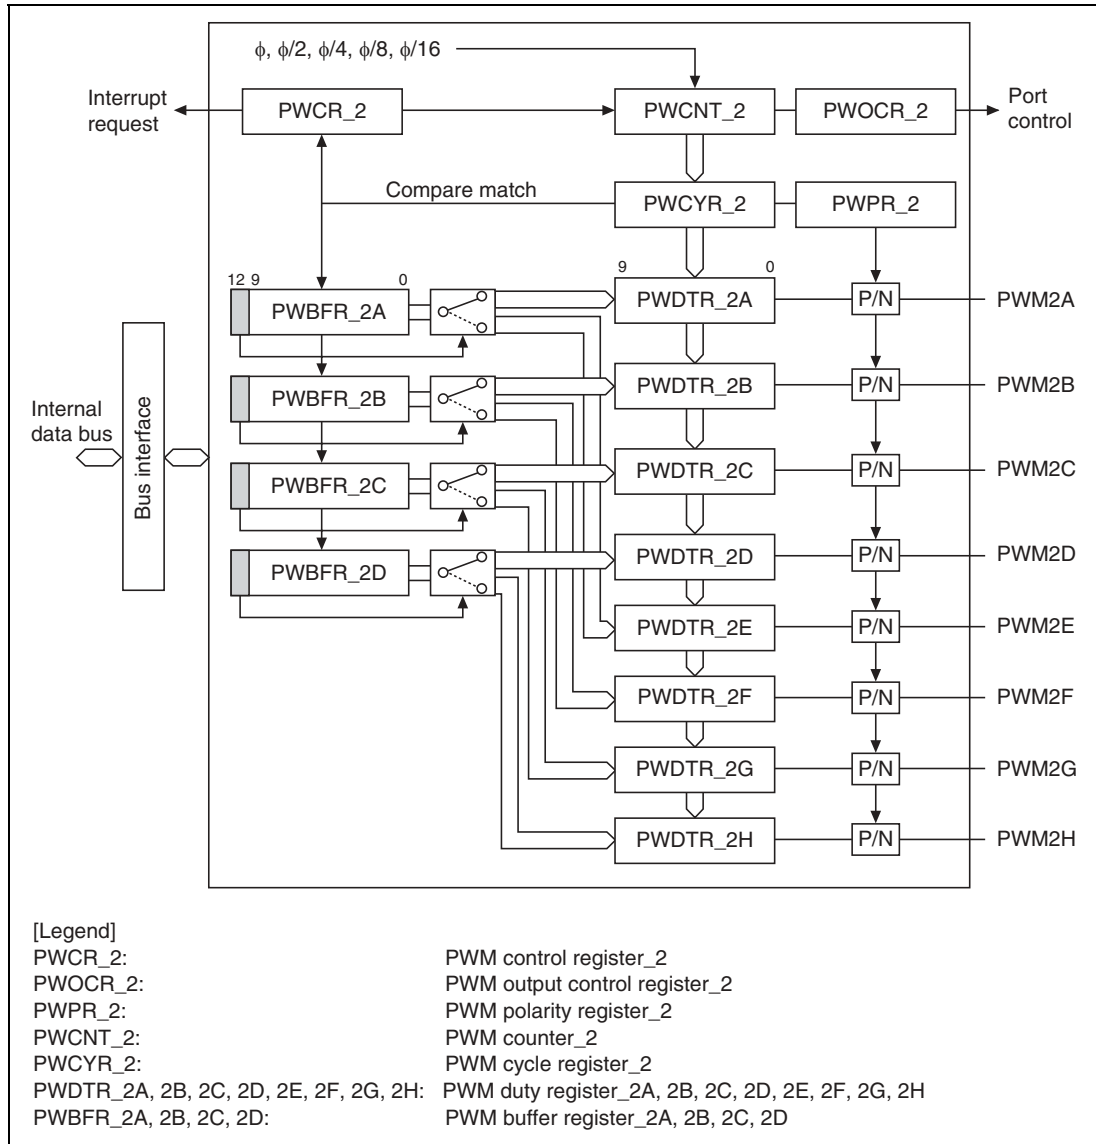 ϕ, ϕ/2, ϕ/4, ϕ/8, ϕ/16
Interrupt
request
PWCR_2
PWCNT_2
PWOCR_2
Port
control
Compare match
PWCYR_2
PWPR_2
12 9 0
9 0
PWBFR_2A
PWDTR_2A
P/N
PWM2A
PWBFR_2B
PWDTR_2B
P/N
PWM2B
Internal
data bus
Bus interface
PWBFR_2C
PWDTR_2C
P/N
PWM2C
PWBFR_2D
PWDTR_2D
P/N
PWM2D
PWDTR_2E
P/N
PWM2E
PWDTR_2F
P/N
PWM2F
PWDTR_2G
P/N
PWM2G
PWDTR_2H
P/N
PWM2H
[Legend]
PWCR_2: PWM control register_2
PWOCR_2: PWM output control register_2
PWPR_2: PWM polarity register_2
PWCNT_2: PWM counter_2
PWCYR_2: PWM cycle register_2
PWDTR_2A, 2B, 2C, 2D, 2E, 2F, 2G, 2H: PWM duty register_2A, 2B, 2C, 2D, 2E, 2F, 2G, 2H
PWBFR_2A, 2B, 2C, 2D: PWM buffer register_2A, 2B, 2C, 2D